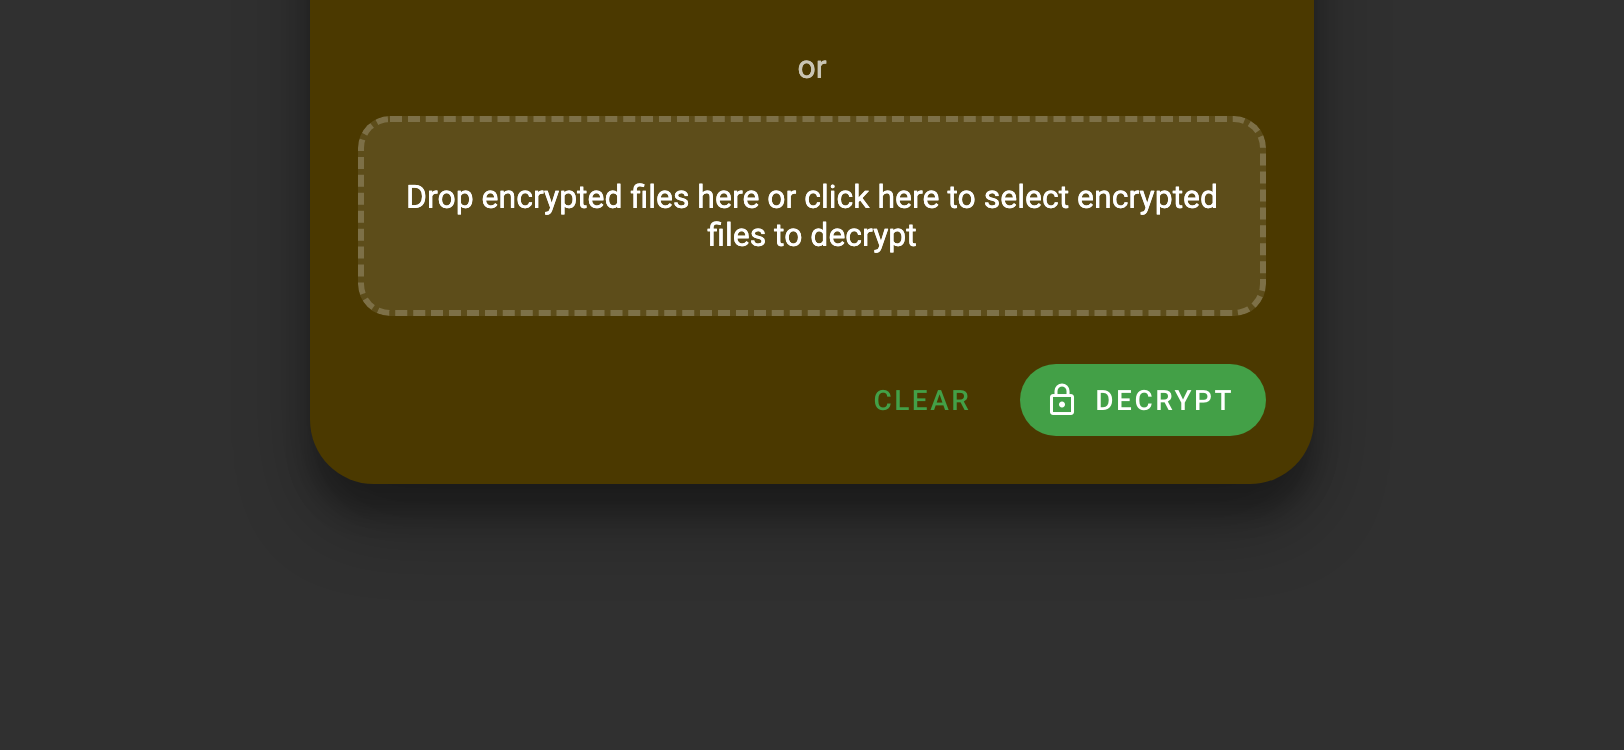 or
Drop encrypted files here or click here to select encrypted
files to decrypt
CLEAR
DECRYPT